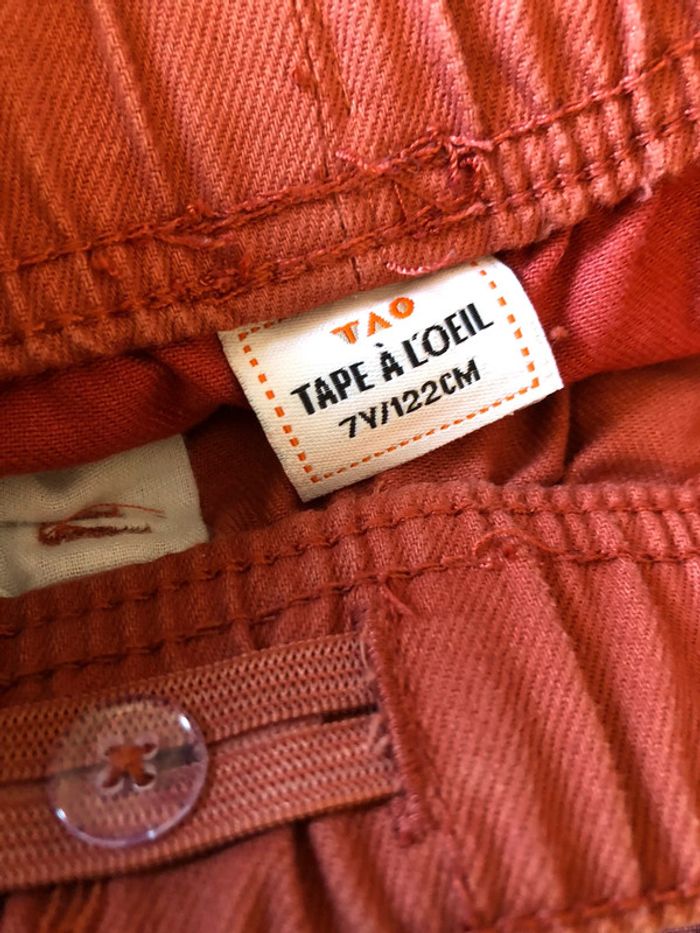 TAO
TAPE À L'OEIL
7Y/122CM